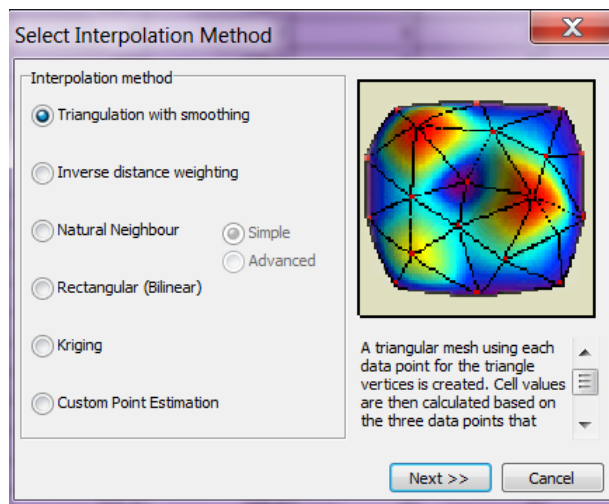 Select Interpolation Method
X
Interpolation method
Triangulation with smoothing
Inverse distance weighting
Natural Neighbour
Simple
Advanced
Rectangular (Bilinear)
Kriging
Custom Point Estimation
A triangular mesh using each
data point for the triangle
vertices is created. Cell values
are then calculated based on
the three data points that
Next >>
Cancel